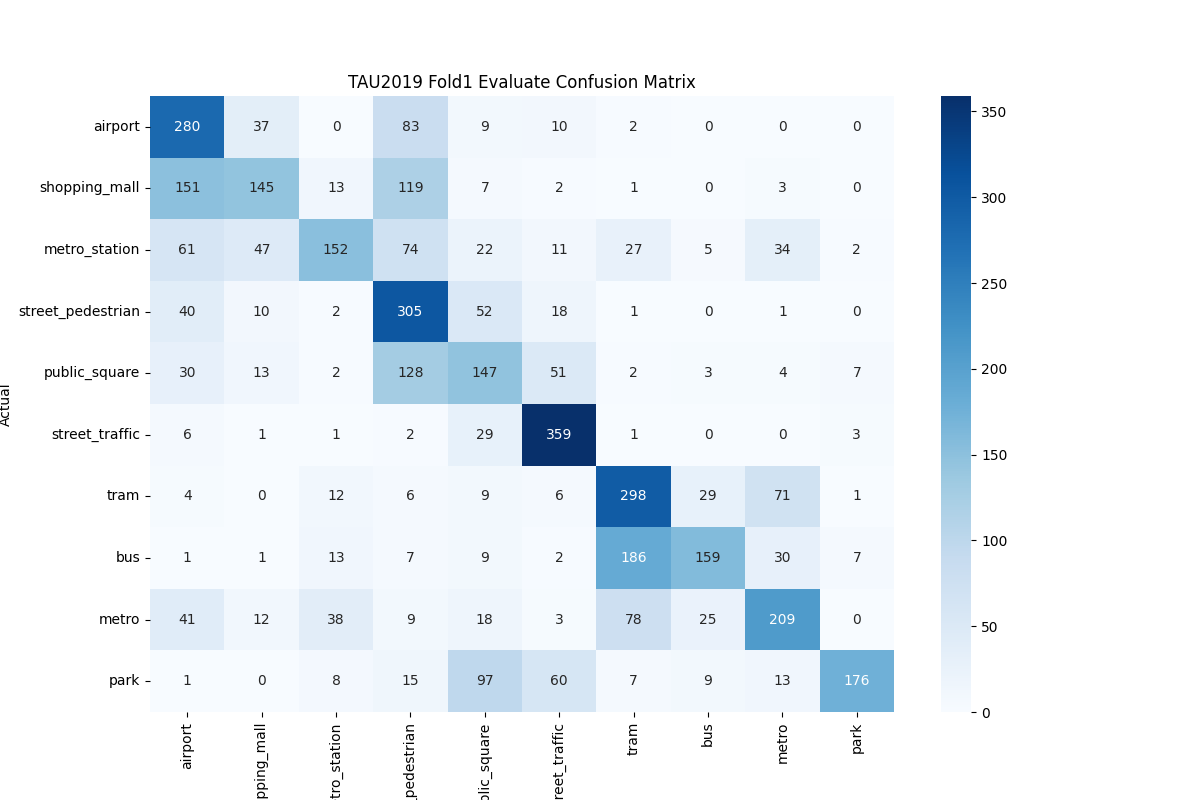 TAU2019 Fold1 Evaluate Confusion Matrix
airport 280 37 0 83 9 10 2 0 0 0
shopping_mall 151 145 13 119 7 2 1 0 3 0
metro_station 61 47 152 74 22 11 27 5 34 2
street_pedestrian 40 10 2 305 52 18 1 0 1 0
public_square 30 13 2 128 147 51 2 3 4 7
Actual
street_traffic 6 1 1 2 29 359 1 0 0 3
tram 4 0 12 6 9 6 298 29 71 1
bus 1 1 13 7 9 2 186 159 30 7
metro 41 12 38 9 18 3 78 25 209 0
park 1 0 8 15 97 60 7 9 13 176
airport pping_mall tro_station _pedestrian blic_square reet_traffic tram bus metro park
350
300
250
200
150
100
50
0